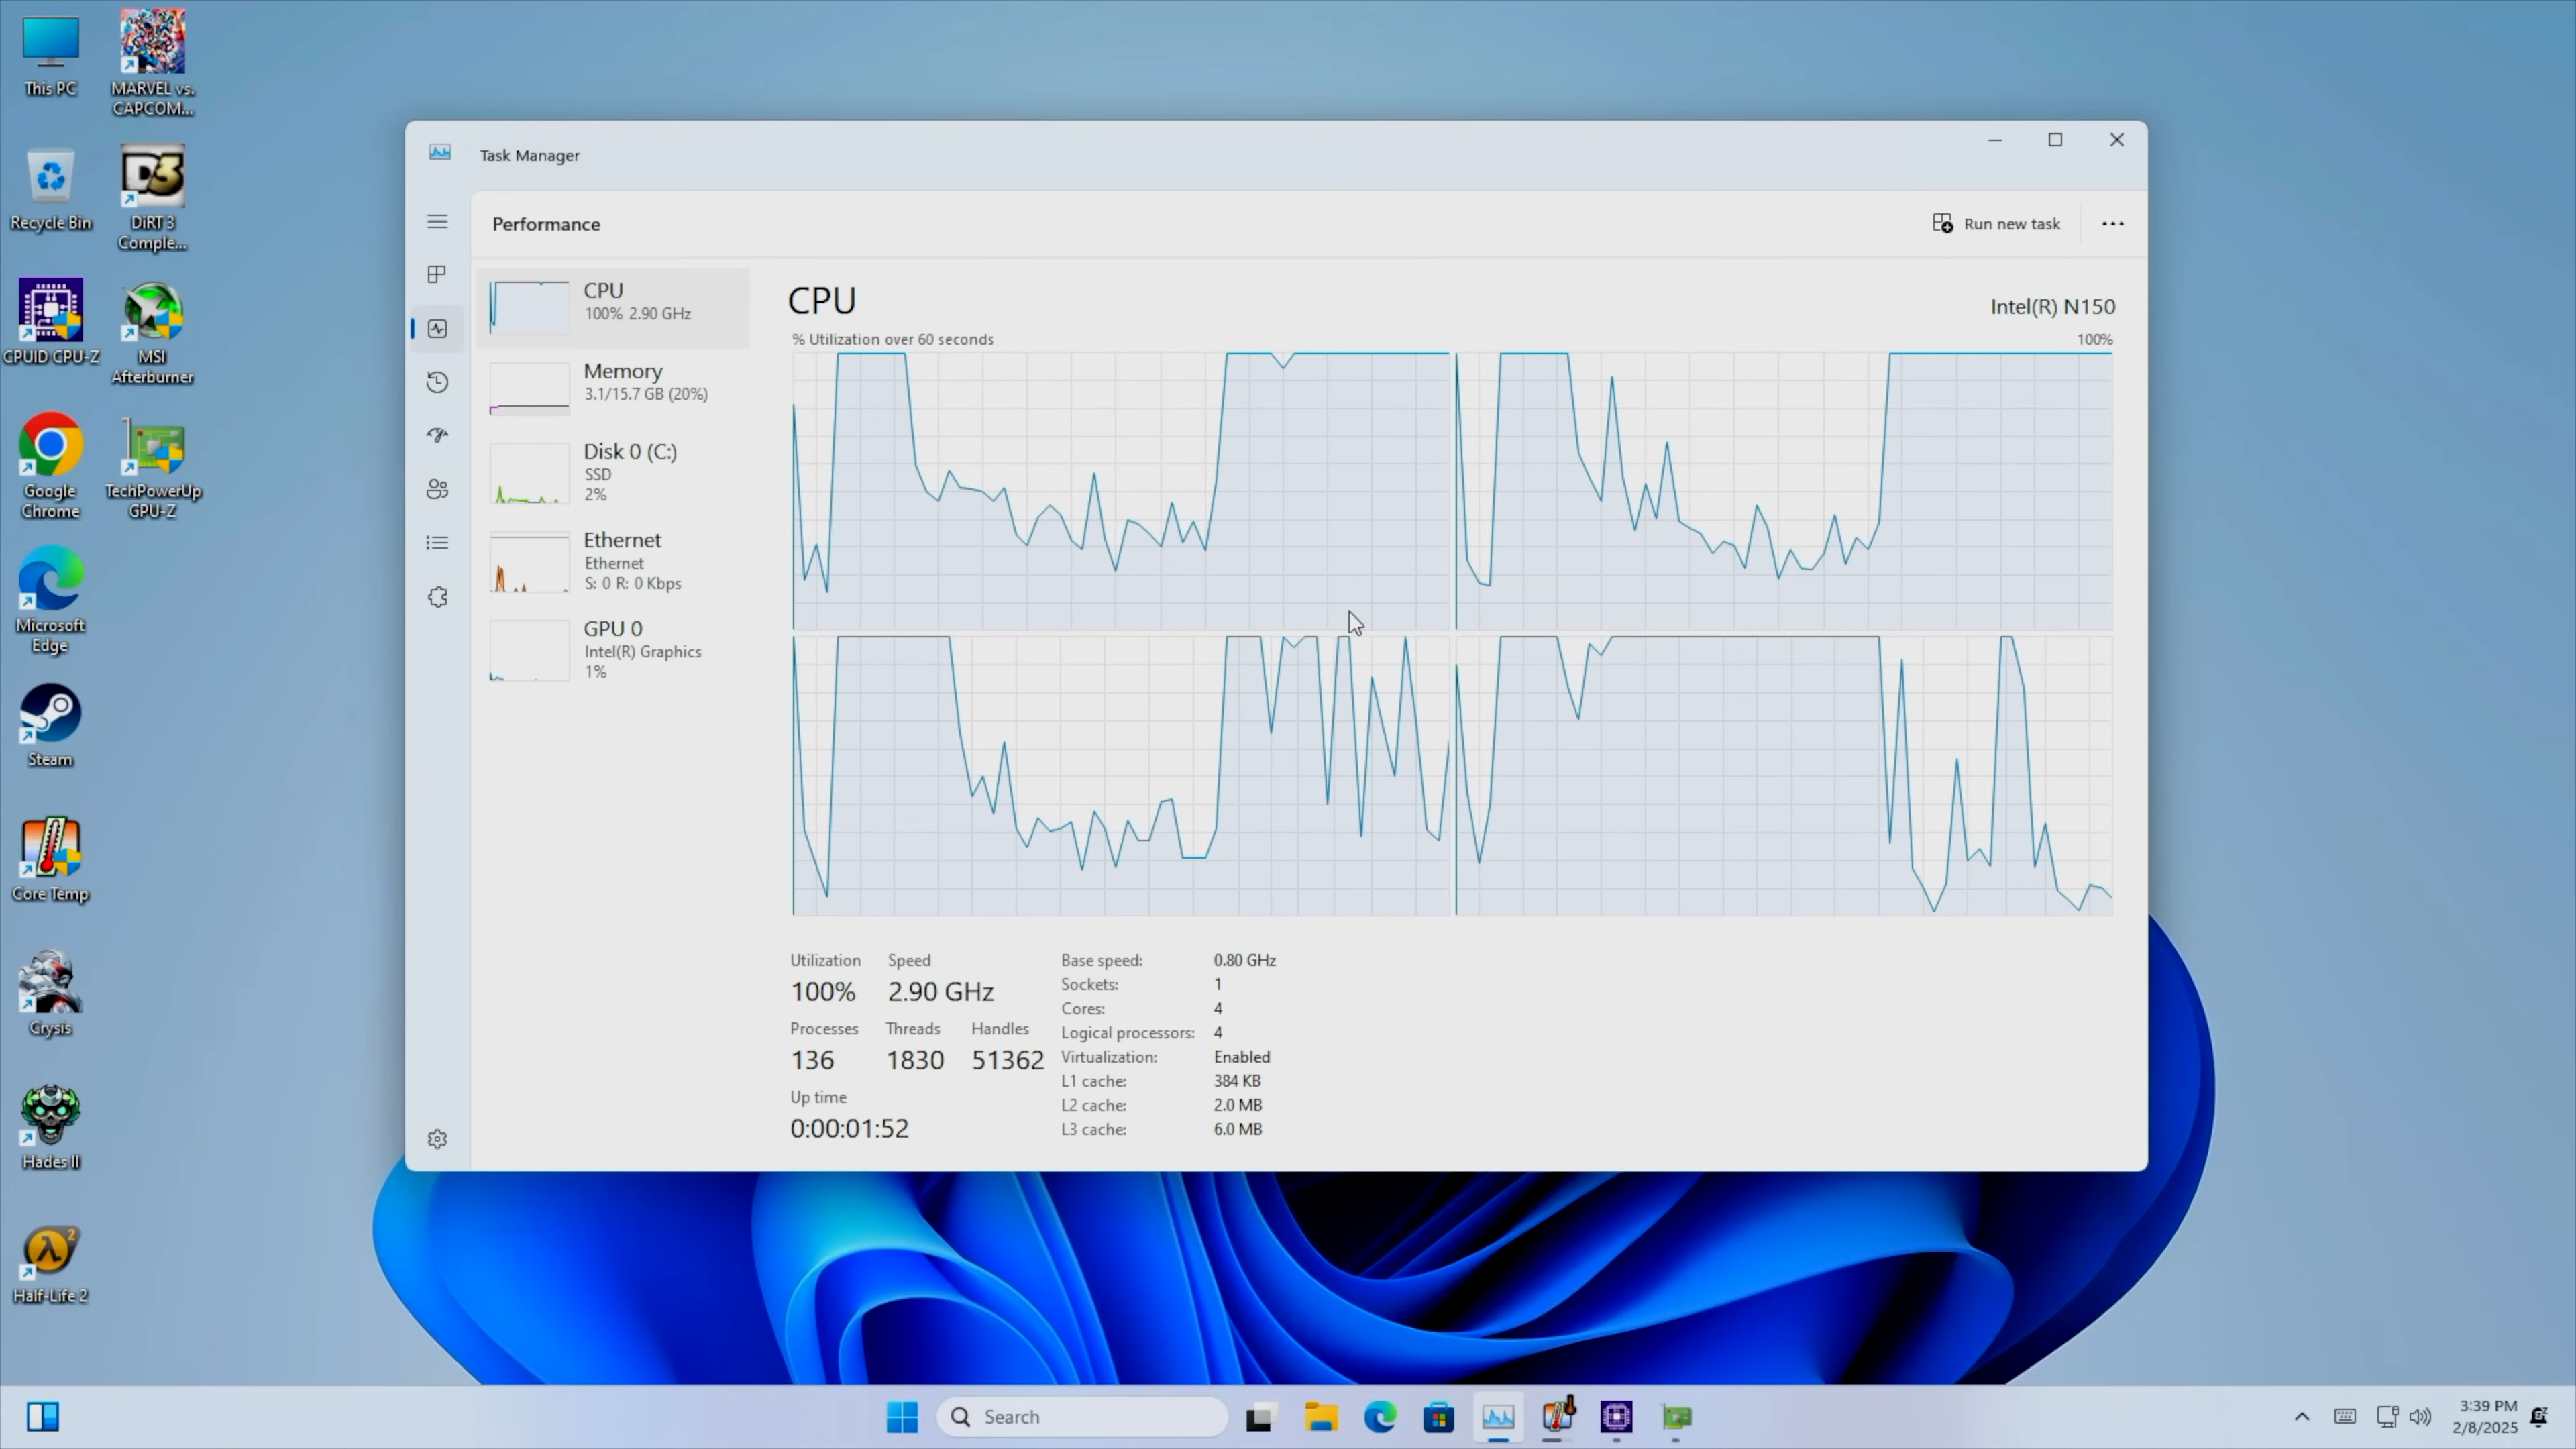 This PC
MARVEL vs.
CAPCOM...
Recycle Bin
DiRT 3
Comple...
CPUID CPU-Z
MSI
Afterburner
Google
Chrome
TechPowerUp
GPU-Z
Microsoft
Edge
Steam
Core Temp
Crysis
Hades II
Half-Life 2
Task Manager
Performance
Run new task
CPU
100% 2.90 GHz
Memory
3.1/15.7 GB (20%)
Disk 0 (C:)
SSD
2%
Ethernet
Ethernet
S: 0 R: 0 Kbps
GPU 0
Intel(R) Graphics
1%
CPU
Intel(R) N150
% Utilization over 60 seconds
100%
Utilization
Speed
100%
2.90 GHz
Processes
Threads
Handles
136
1830
51362
Up time
0:00:01:52
Base speed: 0.80 GHz
Sockets: 1
Cores: 4
Logical processors: 4
Virtualization: Enabled
L1 cache: 384 KB
L2 cache: 2.0 MB
L3 cache: 6.0 MB
Search
3:39 PM
2/8/2025